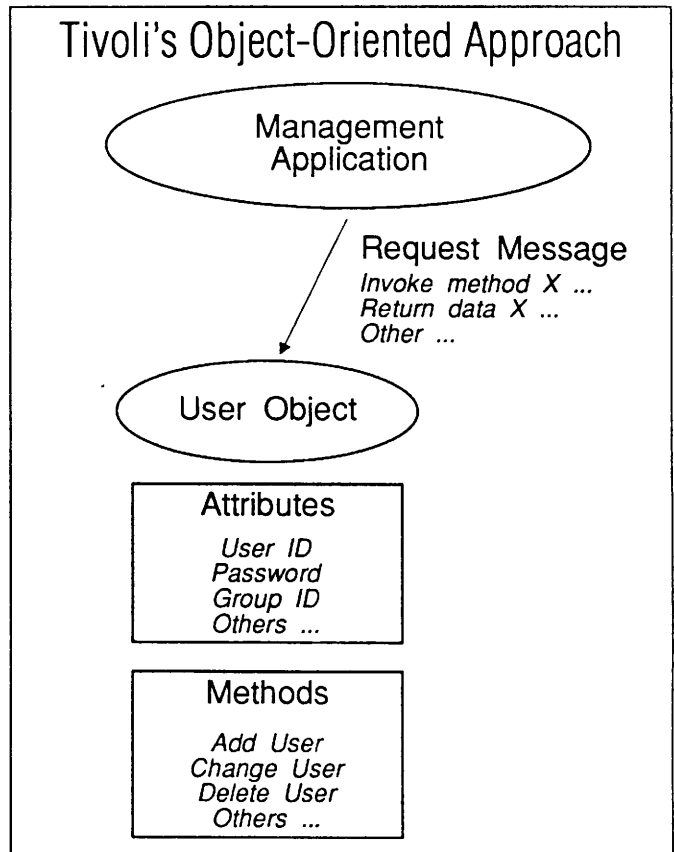 Tivoli's Object-Oriented Approach
Management
Application
Request Message
Invoke method X ...
Return data X ...
Other ...
User Object
Attributes
User ID
Password
Group ID
Others ...
Methods
Add User
Change User
Delete User
Others ...